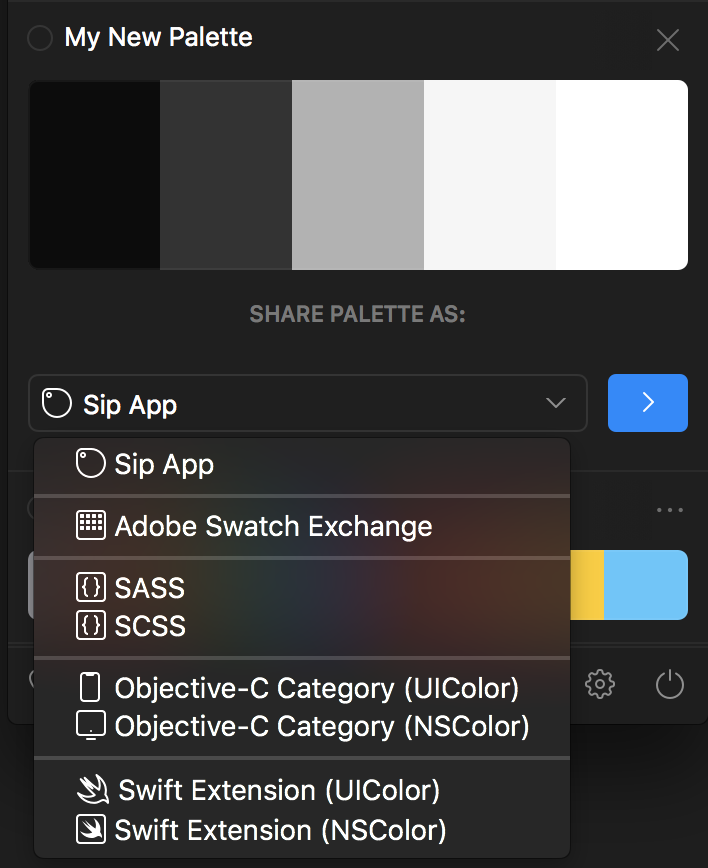 My New Palette
SHARE PALETTE AS:
Sip App
Sip App
Adobe Swatch Exchange
SASS
SCSS
Objective-C Category (UIColor)
Objective-C Category (NSColor)
Swift Extension (UIColor)
Swift Extension (NSColor)